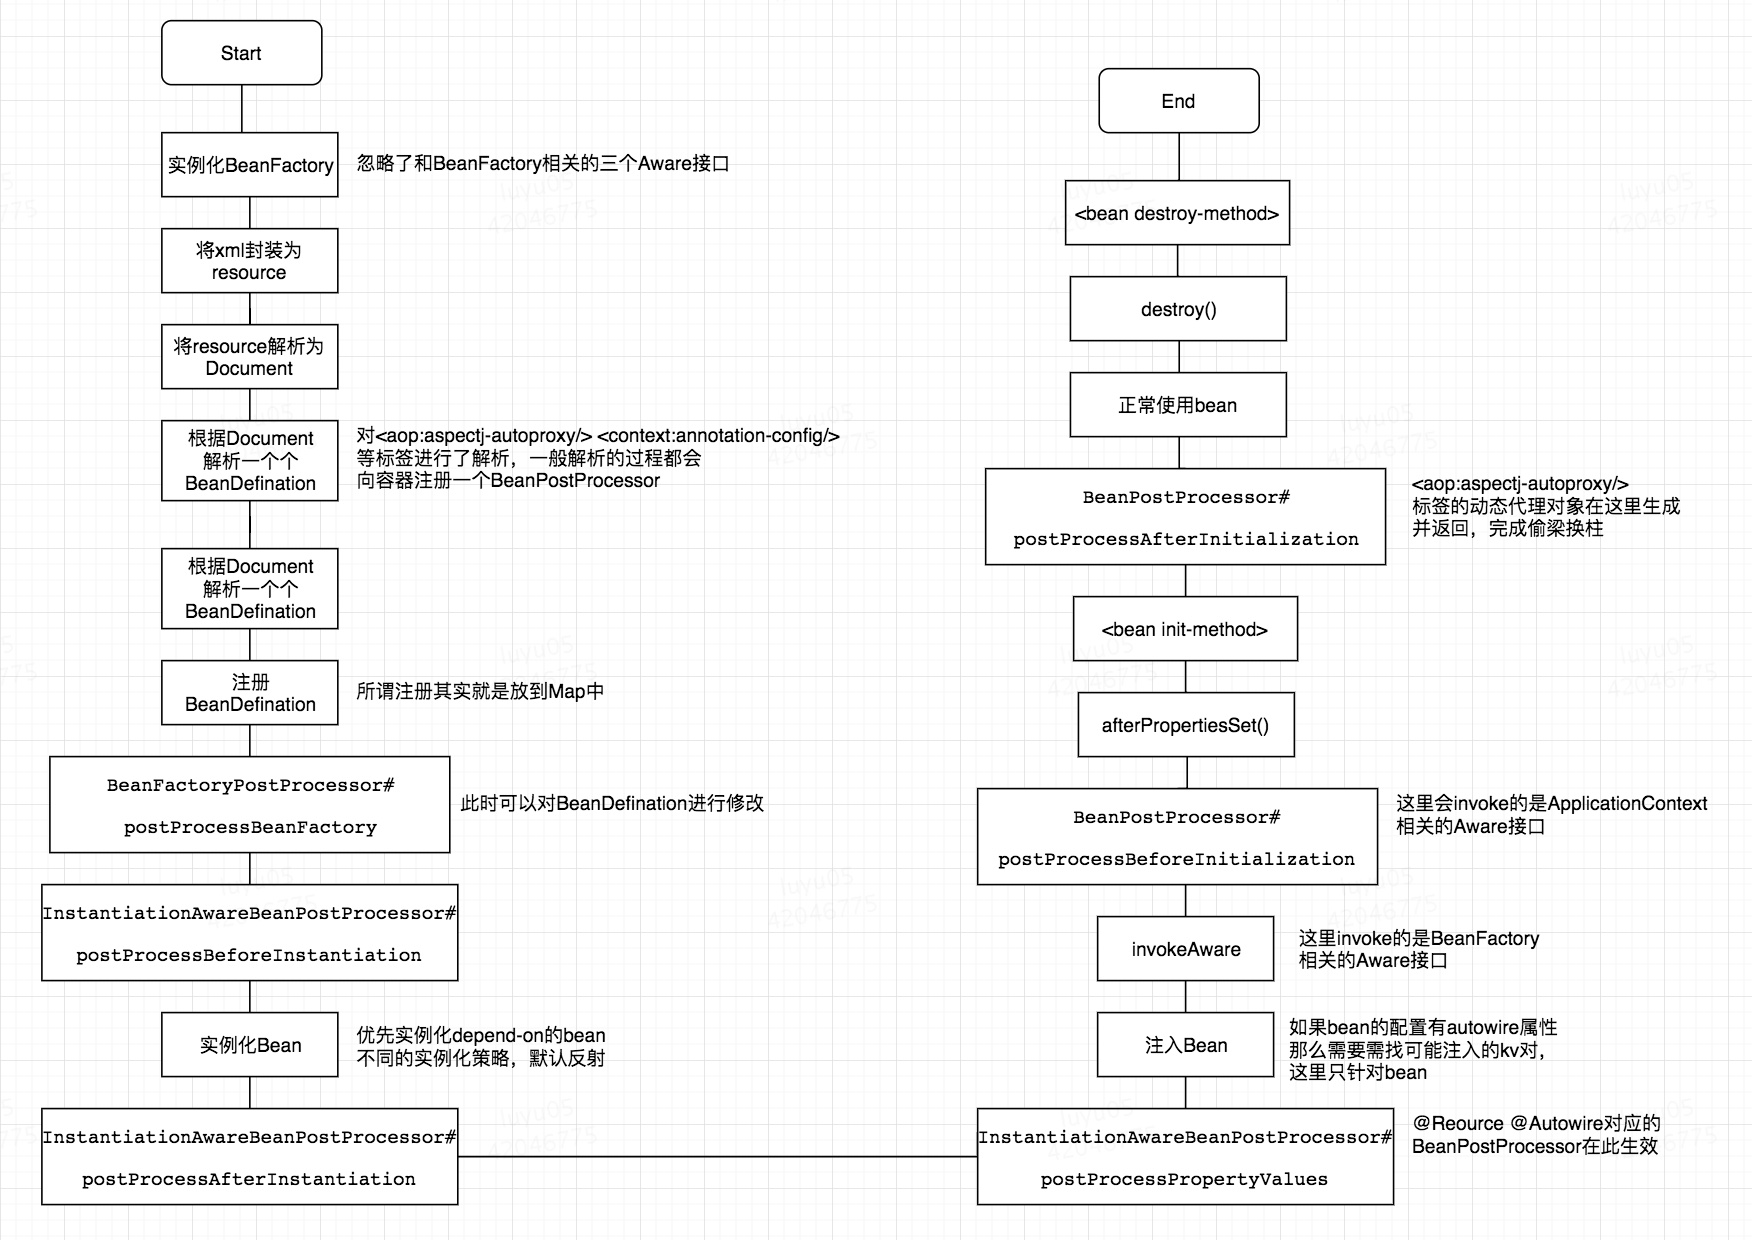 Start
实例化BeanFactory
忽略了和BeanFactory相关的三个Aware接口
将xml封装为
resource
将resource解析为
Document
根据Document
解析一个个
BeanDefination
对<aop:aspectj-autoproxy/> <context:annotation-config/>
等标签进行了解析，一般解析的过程都会
向容器注册一个BeanPostProcessor
根据Document
解析一个个
BeanDefination
注册
BeanDefination
所谓注册其实就是放到Map中
BeanFactoryPostProcessor#
postProcessBeanFactory
此时可以对BeanDefination进行修改
InstantiationAwareBeanPostProcessor#
postProcessBeforeInstantiation
实例化Bean
优先实例化depend-on的bean
不同的实例化策略，默认反射
InstantiationAwareBeanPostProcessor#
postProcessAfterInstantiation
End
<bean destroy-method>
destroy()
正常使用bean
BeanPostProcessor#
postProcessAfterInitialization
<aop:aspectj-autoproxy/>
标签的动态代理对象在这里生成
并返回，完成偷梁换柱
<bean init-method>
afterPropertiesSet()
BeanPostProcessor#
postProcessBeforeInitialization
这里会invoke的是ApplicationContext
相关的Aware接口
invokeAware
这里invoke的是BeanFactory
相关的Aware接口
注入Bean
如果bean的配置有autowire属性
那么需要需找可能注入的kv对，
这里只针对bean
InstantiationAwareBeanPostProcessor#
postProcessPropertyValues
@Reource @Autowire对应的
BeanPostProcessor在此生效
luyu05
42046775